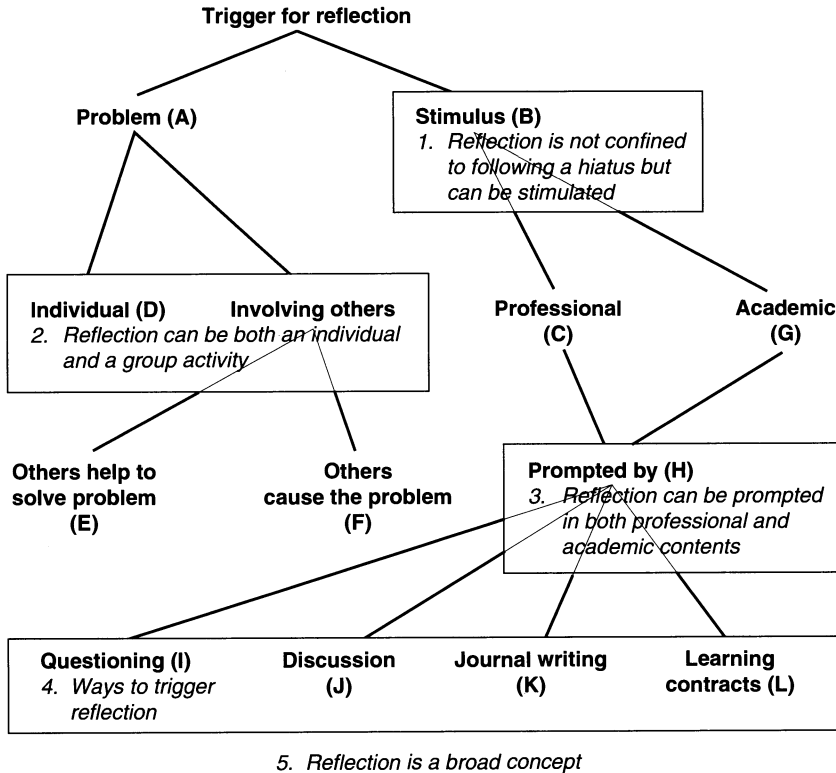 Trigger for reflection
Problem (A)
Stimulus (B)
1. Reflection is not confined
to following a hiatus but
can be stimulated
Individual (D)
Involving others
2. Reflection can be both an individual
and a group activity
Professional
(C)
Academic
(G)
Others help to
solve problem
(E)
Others
cause the problem
(F)
Prompted by (H)
3. Reflection can be prompted
in both professional and
academic contents
Questioning (I)
4. Ways to trigger
reflection
Discussion
(J)
Journal writing
(K)
Learning
contracts (L)
5. Reflection is a broad concept